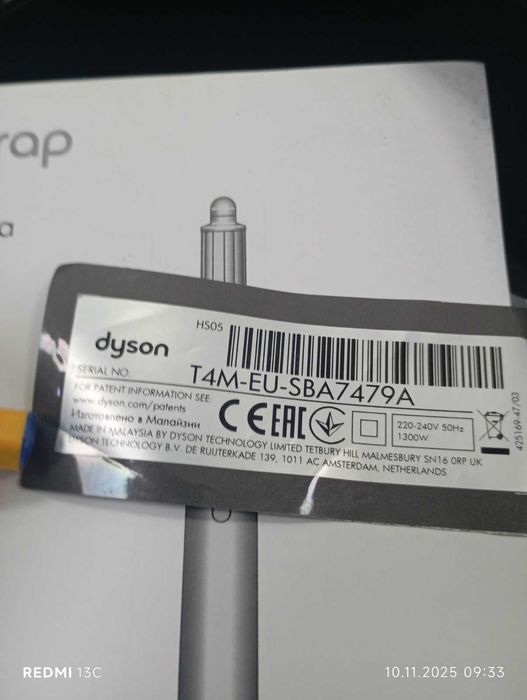 rap
a
HS05
dyson
SERIAL NO.
T4M-EU-SBA7479A
FOR PATENT INFORMATION SEE:
www.dyson.com/patents
Изготовлено в Малайзии
CE EAC
220-240V 50Hz
1300W
MADE IN MALAYSIA BY DYSON TECHNOLOGY LIMITED TETBURY HILL MALMESBURY SN16 0RP UK
DYSON TECHNOLOGY B.V. DE RUIJTERKADE 139, 1011 AC AMSTERDAM, NETHERLANDS
425169-47/03
REDMI 13C
10.11.2025 09:33